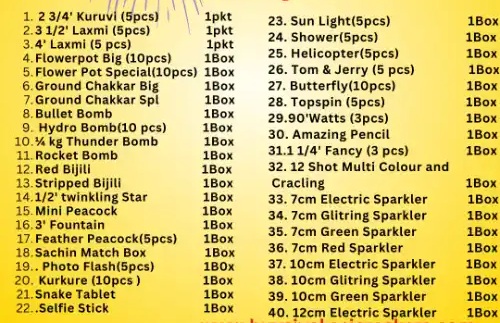 1. 2 3/4' Kuruvi (5pcs) 1pkt
2. 3 1/2' Laxmi (5pcs) 1pkt
3. 4' Laxmi (5 pcs) 1pkt
4. Flowerpot Big (10pcs) 1Box
5. Flower Pot Special(10pcs) 1Box
6. Ground Chakkar Big 1Box
7. Ground Chakkar Spl 1Box
8. Bullet Bomb 1Box
9. Hydro Bomb(10 pcs) 1Box
10. ¼ kg Thunder Bomb 1Box
11. Rocket Bomb 1Box
12. Red Bijili 1Box
13. Stripped Bijili 1Box
14. 1/2' twinkling Star 1Box
15. Mini Peacock 1Box
16. 3' Fountain 1Box
17. Feather Peacock(5pcs) 1Box
18. Sachin Match Box 1Box
19. . Photo Flash(5pcs) 1BOx
20. Kurkure (10pcs ) 1Box
21. Snake Tablet 1Box
22. .Selfie Stick 1Box
23. Sun Light(5pcs) 1Box
24. Shower(5pcs) 1Box
25. Helicopter(5pcs) 1Box
26. Tom & Jerry (5 pcs) 1Box
27. Butterfly(10pcs) 1Box
28. Topspin (5pcs) 1Box
29.90'Watts (3pcs) 1Box
30. Amazing Pencil 1Box
31.1 1/4' Fancy (3 pcs) 1Box
32. 12 Shot Multi Colour and
Cracling 1Box
33. 7cm Electric Sparkler 1Box
34. 7cm Glitring Sparkler 1Box
35. 7cm Green Sparkler 1Box
36. 7cm Red Sparkler 1Box
37. 10cm Electric Sparkler 1Box
38. 10cm Glitring Sparkler 1Box
39. 10cm Green Sparkler 1Box
40. 12cm Electric Sparkler 1Box